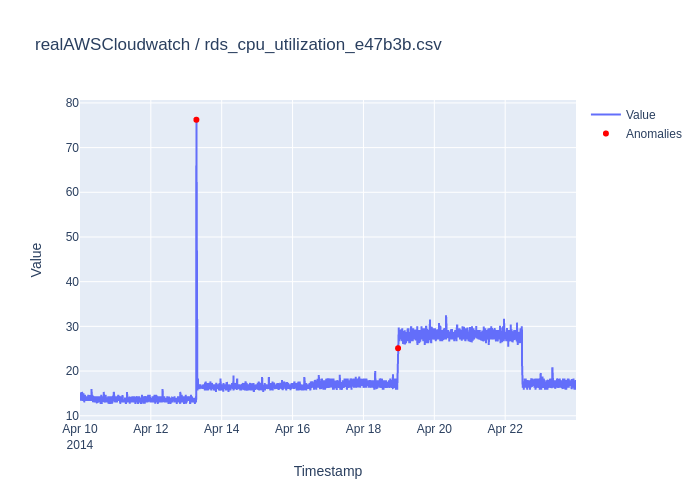 realAWSCloudwatch / rds_cpu_utilization_e47b3b.csv
Value
Anomalies
80
70
60
50
40
30
20
10
Value
Apr 10
2014
Apr 12
Apr 14
Apr 16
Apr 18
Apr 20
Apr 22
Timestamp